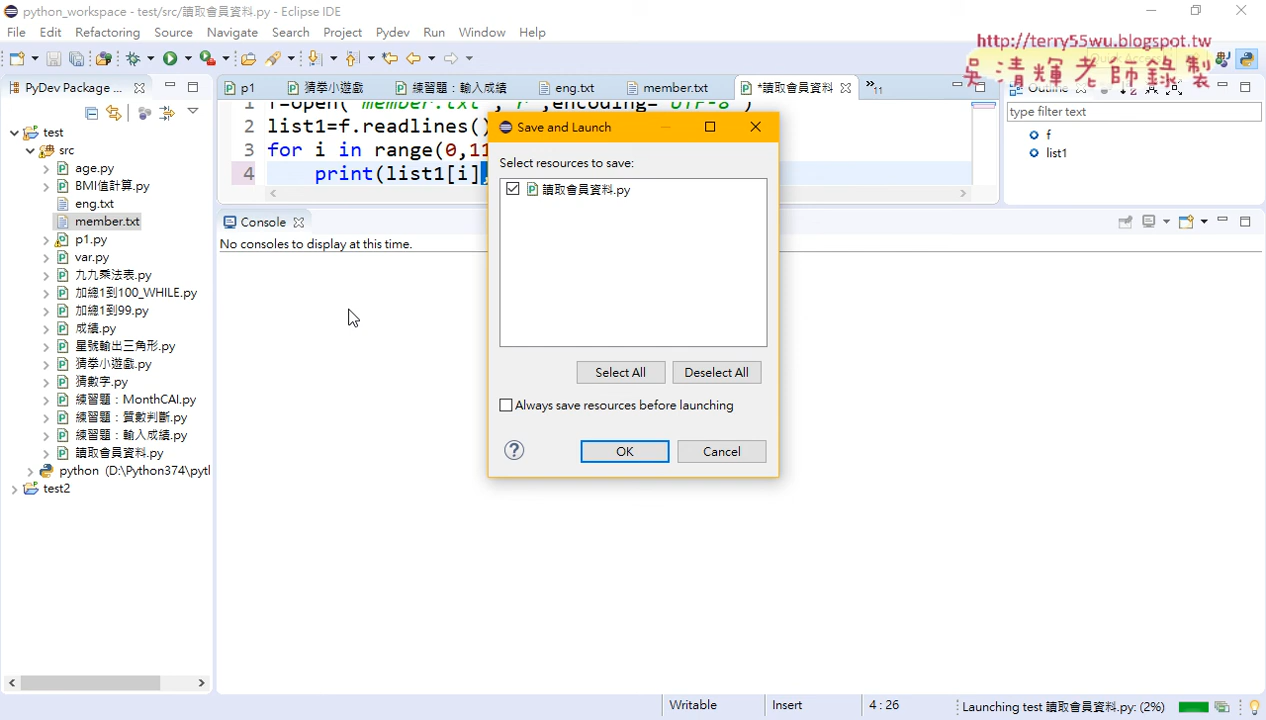 python_workspace - test/src/讀取會員資料.py - Eclipse IDE
File Edit Refactoring Source Navigate Search Project Pydev Run Window Help
http://terry55wu.blogspot.tw
吳清輝老師錄製
PyDev Package ...
p1
猜拳小遊戲
練習題：輸入成績
eng.txt
member.txt
*讀取會員資料
11
Outline
type filter text
f
list1
test
src
age.py
BMI值計算.py
eng.txt
member.txt
p1.py
var.py
九九乘法表.py
加總1到100_WHILE.py
加總1到99.py
成績.py
星號輸出三角形.py
猜拳小遊戲.py
猜數字.py
練習題：MonthCAl.py
練習題：質數判斷.py
練習題：輸入成績.py
讀取會員資料.py
python (D:\Python374\pytl
test2
1 f=open("member.txt","r",encoding="UTF-8")
2 list1=f.readlines()
3 for i in range(0,11
4 print(list1[i],
Console
No consoles to display at this time.
Save and Launch
Select resources to save:
讀取會員資料.py
Select All
Deselect All
Always save resources before launching
OK
Cancel
Writable
Insert
4 : 26
Launching test 讀取會員資料.py: (2%)